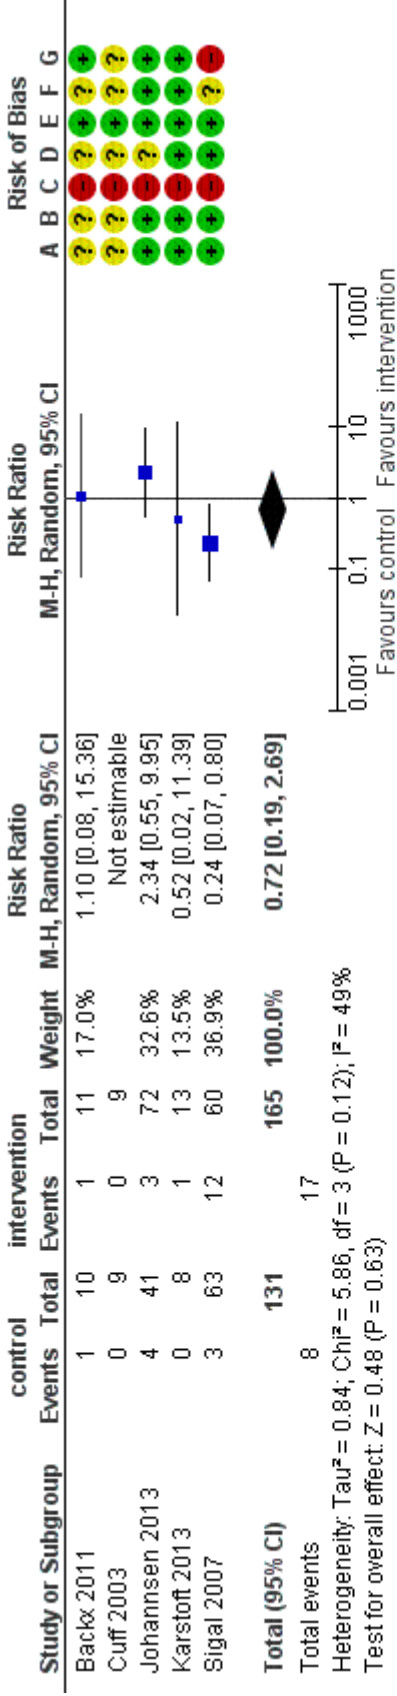 control intervention Risk Ratio Risk Ratio Risk of Bias
Study or Subgroup Events Total Events Total Weight M-H, Random, 95% CI M-H, Random, 95% CI A B C D E F G
Backx 2011 1 10 1 11 17.0% 1.10 [0.08, 15.36] ? ? - ? + ? +
Cuff 2003 0 9 0 9 Not estimable ? ? - ? + ? ?
Johannsen 2013 4 41 3 72 32.6% 2.34 [0.55, 9.95] + + - ? + + +
Karstoft 2013 0 8 1 13 13.5% 0.52 [0.02, 11.39] + + - + + + +
Sigal 2007 3 63 12 60 36.9% 0.24 [0.07, 0.80] + + - + + ? -
Total (95% CI) 131 165 100.0% 0.72 [0.19, 2.69]
Total events 8 17
Heterogeneity: Tau² = 0.84; Chi² = 5.86, df = 3 (P = 0.12); I² = 49%
Test for overall effect: Z = 0.48 (P = 0.63)
0.001 0.1 1 10 1000
Favours control Favours intervention